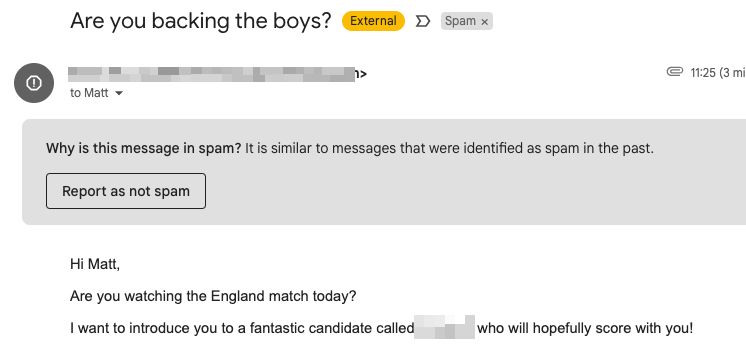 Are you backing the boys? External Spam ×
> 11:25 (3 mi
to Matt
Why is this message in spam? It is similar to messages that were identified as spam in the past.
Report as not spam
Hi Matt,
Are you watching the England match today?
I want to introduce you to a fantastic candidate called who will hopefully score with you!